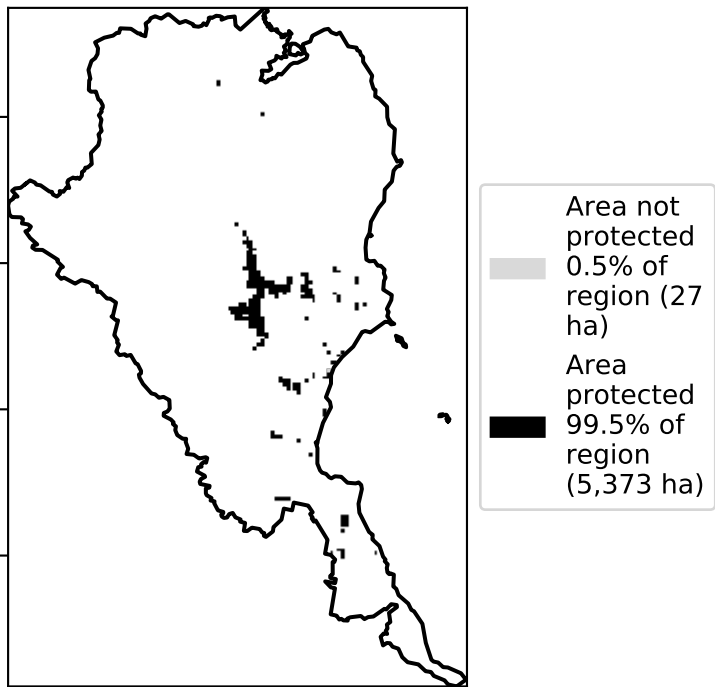 Area not
protected
0.5% of
region (27
ha)
Area
protected
99.5% of
region
(5,373 ha)